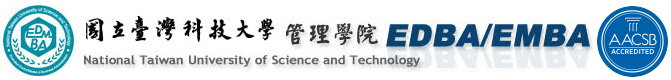 EDMBA
國立臺灣科技大學 管理學院 EDBA/EMBA
National Taiwan University of Science and Technology
AACSB
ACCREDITED